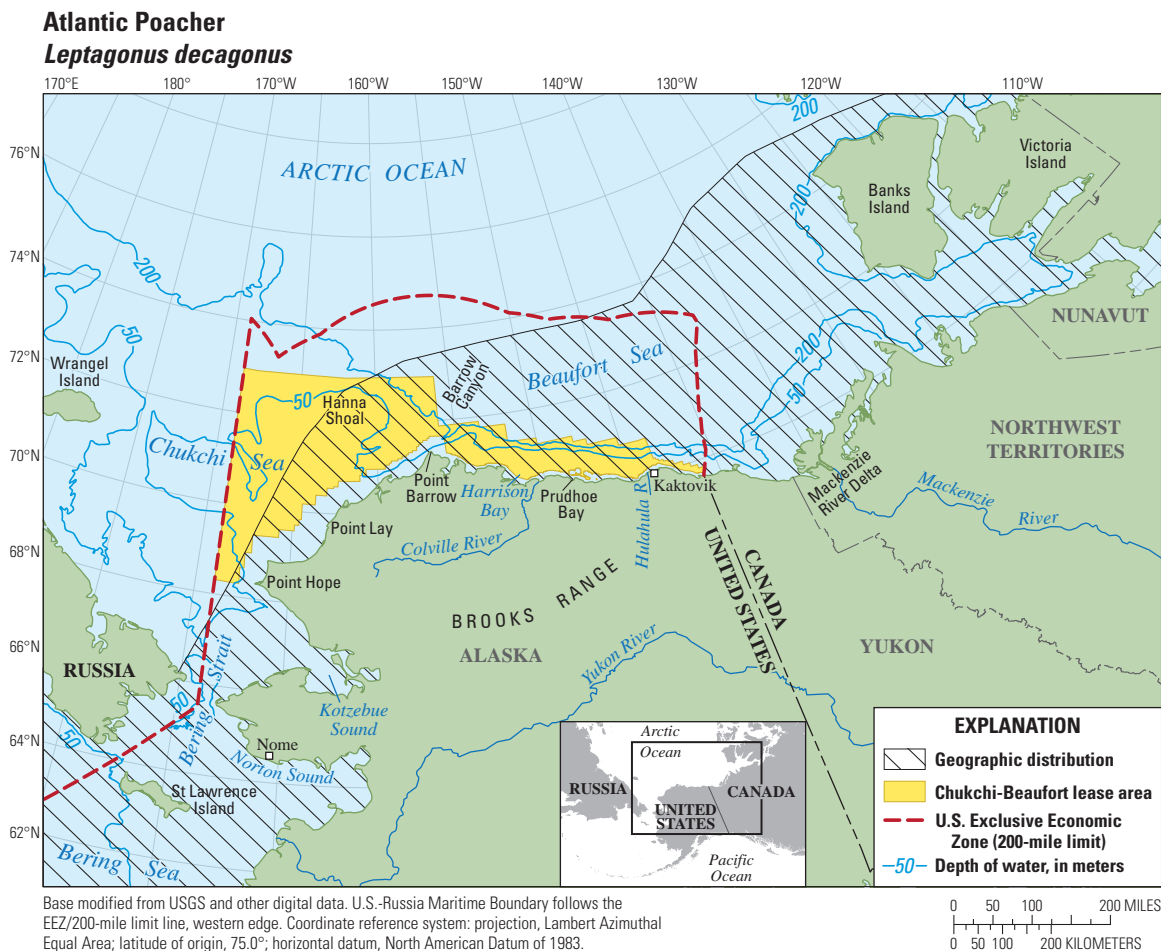 Atlantic Poacher
Leptagonus decagonus
170°E
180°
170°W
160°W
150°W
140°W
130°W
120°W
110°W
76°N
74°N
72°N
70°N
68°N
66°N
64°N
62°N
ARCTIC OCEAN
200
200
Victoria
Island
Banks
Island
200
50
Wrangel
Island
NUNAVUT
Beaufort Sea
Barrow
Canyon
Hanna
Shoal
50
200
50
Chukchi Sea
NORTHWEST
TERRITORIES
Point
Barrow
Harrison
Bay
Prudhoe
Bay
Hulahula R
Kaktovik
Mackenzie
River Delta
Mackenzie River
Point Lay
Colville River
Point Hope
BROOKS RANGE
CANADA
UNITED STATES
ALASKA
YUKON
Yukon River
RUSSIA
Bering Strait
50
Kotzebue
Sound
50
Nome
Norton Sound
St Lawrence
Island
Bering Sea
Arctic
Ocean
RUSSIA
CANADA
UNITED
STATES
Pacific
Ocean
EXPLANATION
Geographic distribution
Chukchi-Beaufort lease area
U.S. Exclusive Economic
Zone (200-mile limit)
50 Depth of water, in meters
Base modified from USGS and other digital data. U.S.-Russia Maritime Boundary follows the
EEZ/200-mile limit line, western edge. Coordinate reference system: projection, Lambert Azimuthal
Equal Area; latitude of origin, 75.0°; horizontal datum, North American Datum of 1983.
0 50 100 200 MILES
0 50 100 200 KILOMETERS